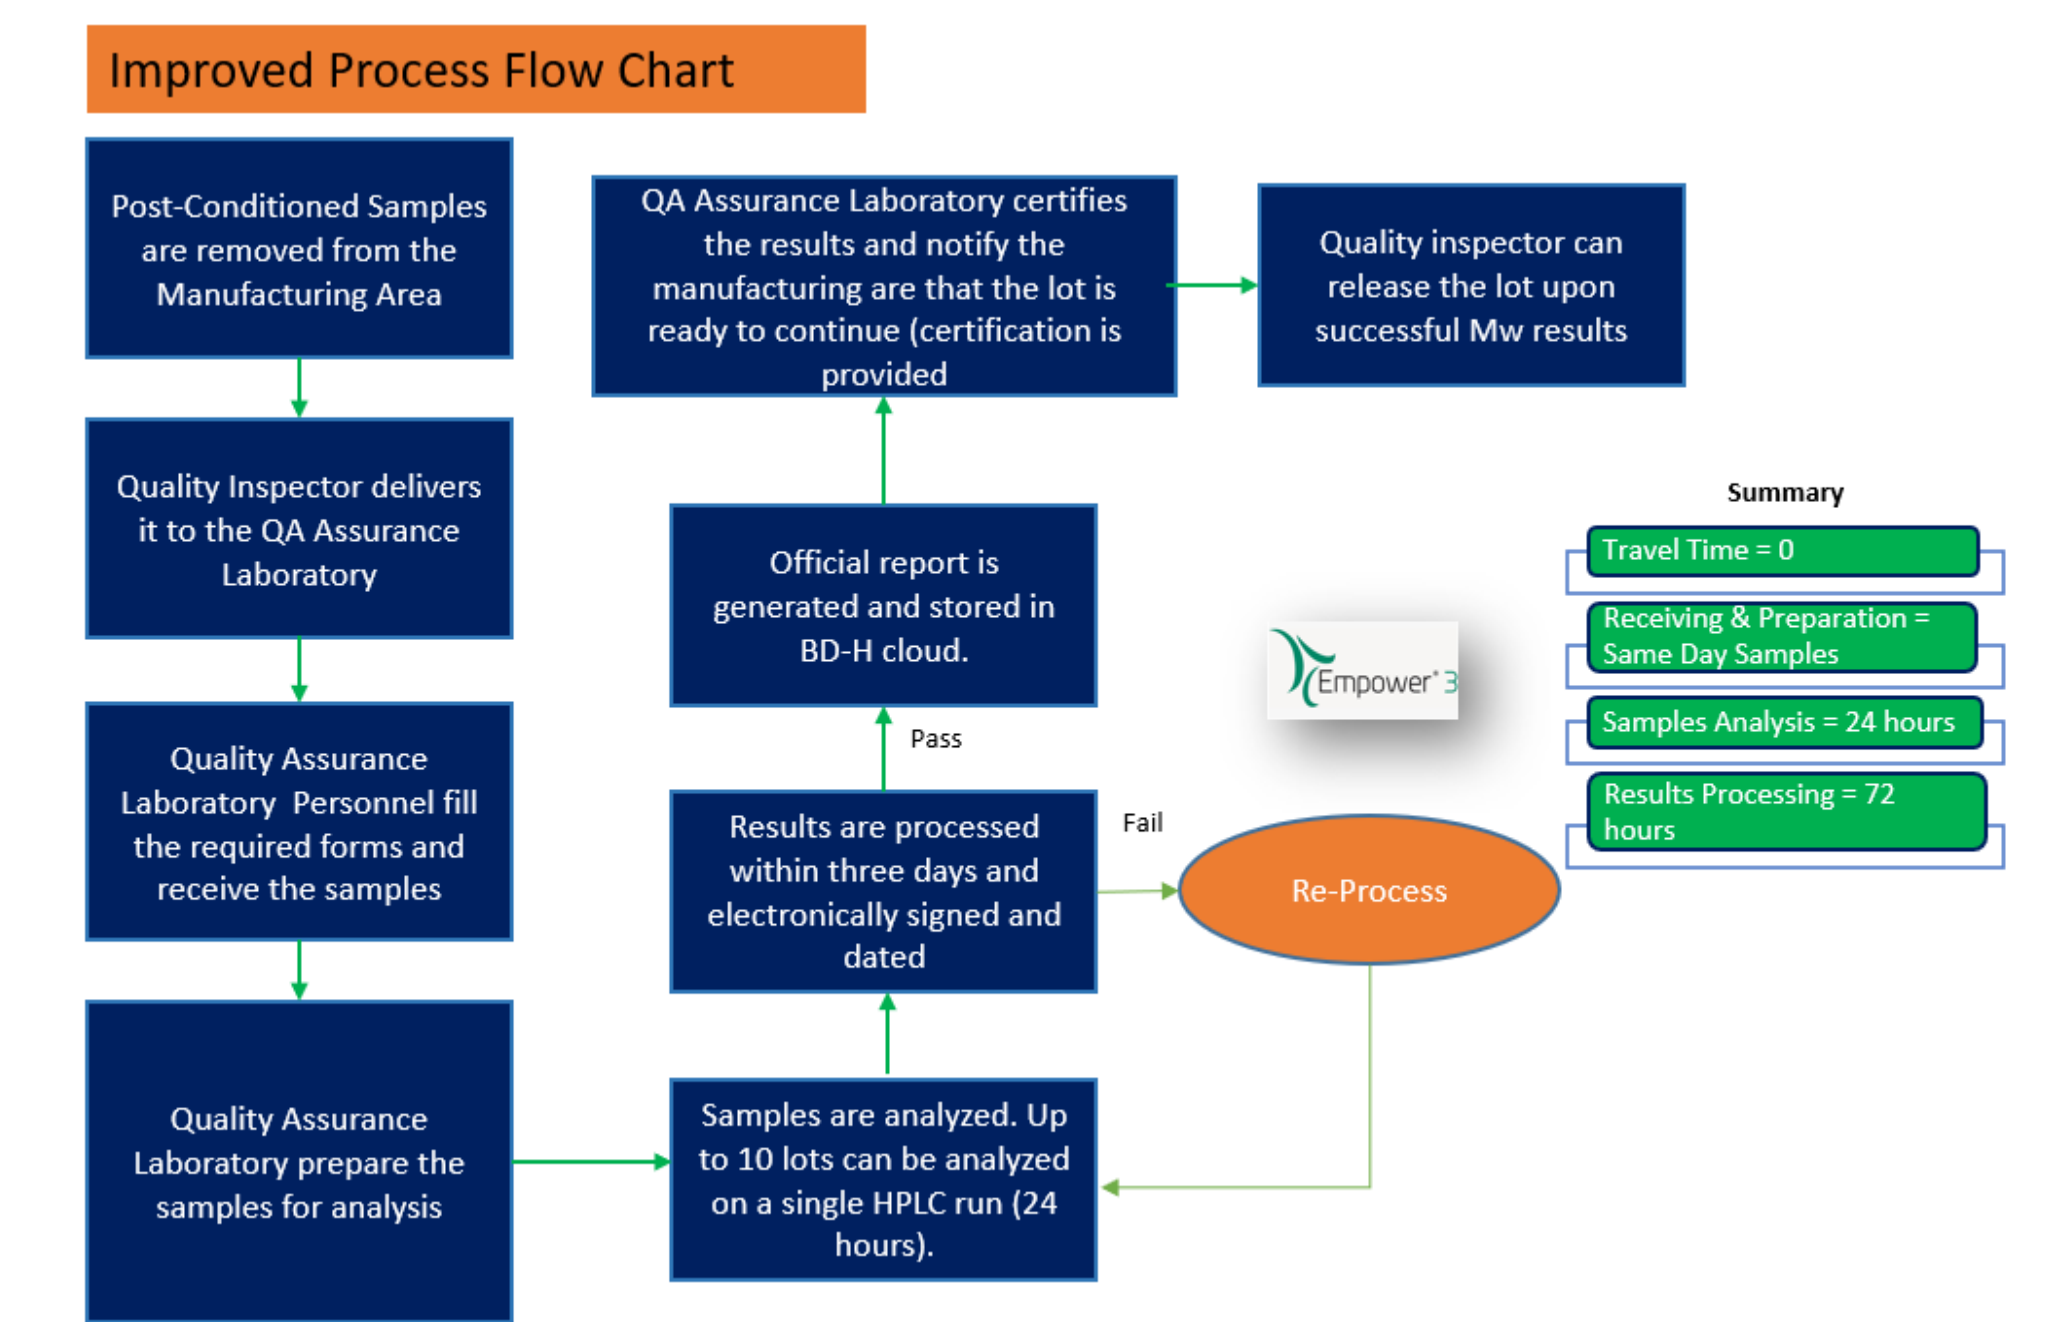 Improved Process Flow Chart
Post-Conditioned Samples
are removed from the
Manufacturing Area
Quality Inspector delivers
it to the QA Assurance
Laboratory
Quality Assurance
Laboratory  Personnel fill
the required forms and
receive the samples
Quality Assurance
Laboratory prepare the
samples for analysis
Samples are analyzed. Up
to 10 lots can be analyzed
on a single HPLC run (24
hours).
Results are processed
within three days and
electronically signed and
dated
Fail
Re-Process
Pass
Official report is
generated and stored in
BD-H cloud.
QA Assurance Laboratory certifies
the results and notify the
manufacturing are that the lot is
ready to continue (certification is
provided
Quality inspector can
release the lot upon
successful Mw results
Empower® 3
Summary
Travel Time = 0
Receiving & Preparation =
Same Day Samples
Samples Analysis = 24 hours
Results Processing = 72
hours